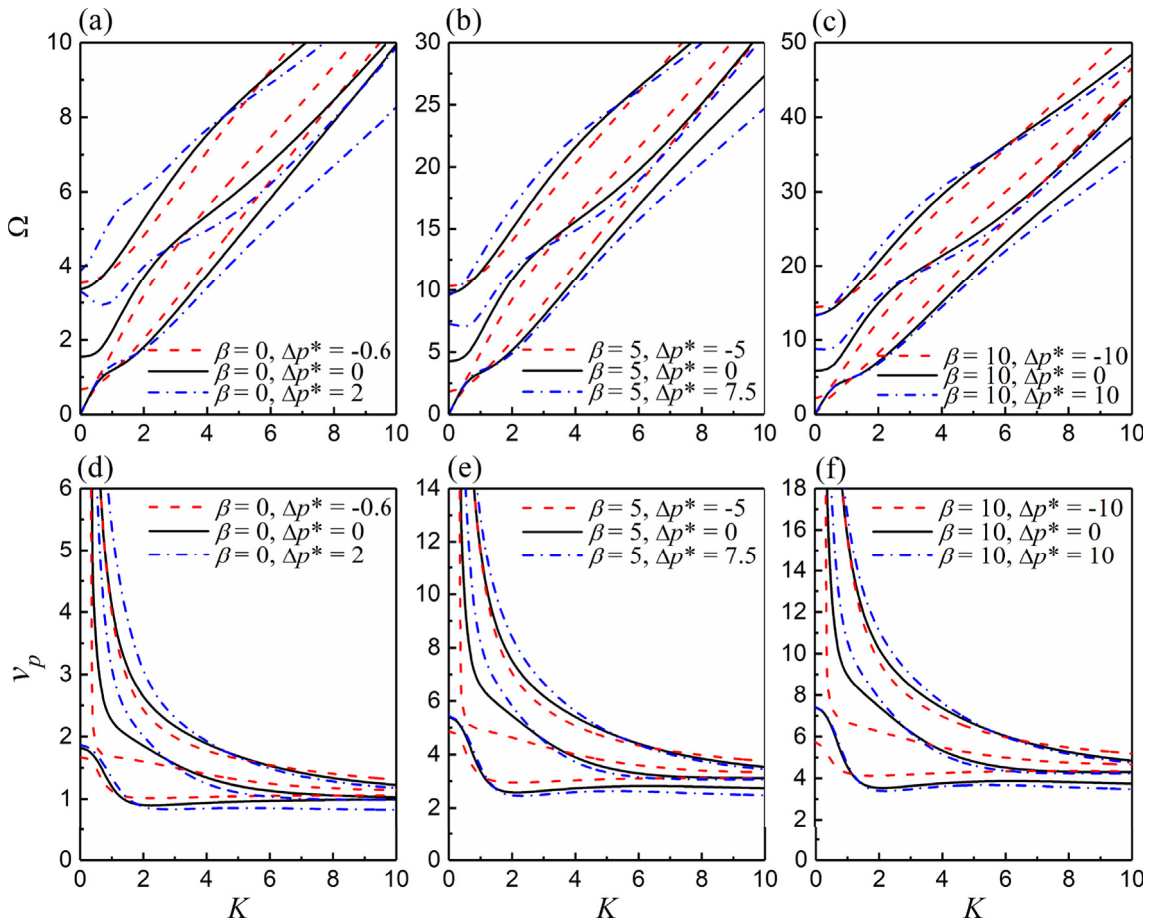 (a) (b) (c)
10 30 50
8 25 40
6 20 30
Ω
4 15 20
2 10 10
5
0 0 0
β = 0, Δp* = -0.6
β = 0, Δp* = 0
β = 0, Δp* = 2
β = 5, Δp* = -5
β = 5, Δp* = 0
β = 5, Δp* = 7.5
β = 10, Δp* = -10
β = 10, Δp* = 0
β = 10, Δp* = 10
0 2 4 6 8 10 0 2 4 6 8 10 0 2 4 6 8 10
K K K
(d) (e) (f)
6 14 18
5 12 16
4 10 14
3 8 12
2 6 10
1 4 8
0 2 6
0 4
2
0
v_p
β = 0, Δp* = -0.6
β = 0, Δp* = 0
β = 0, Δp* = 2
β = 5, Δp* = -5
β = 5, Δp* = 0
β = 5, Δp* = 7.5
β = 10, Δp* = -10
β = 10, Δp* = 0
β = 10, Δp* = 10
0 2 4 6 8 10 0 2 4 6 8 10 0 2 4 6 8 10
K K K